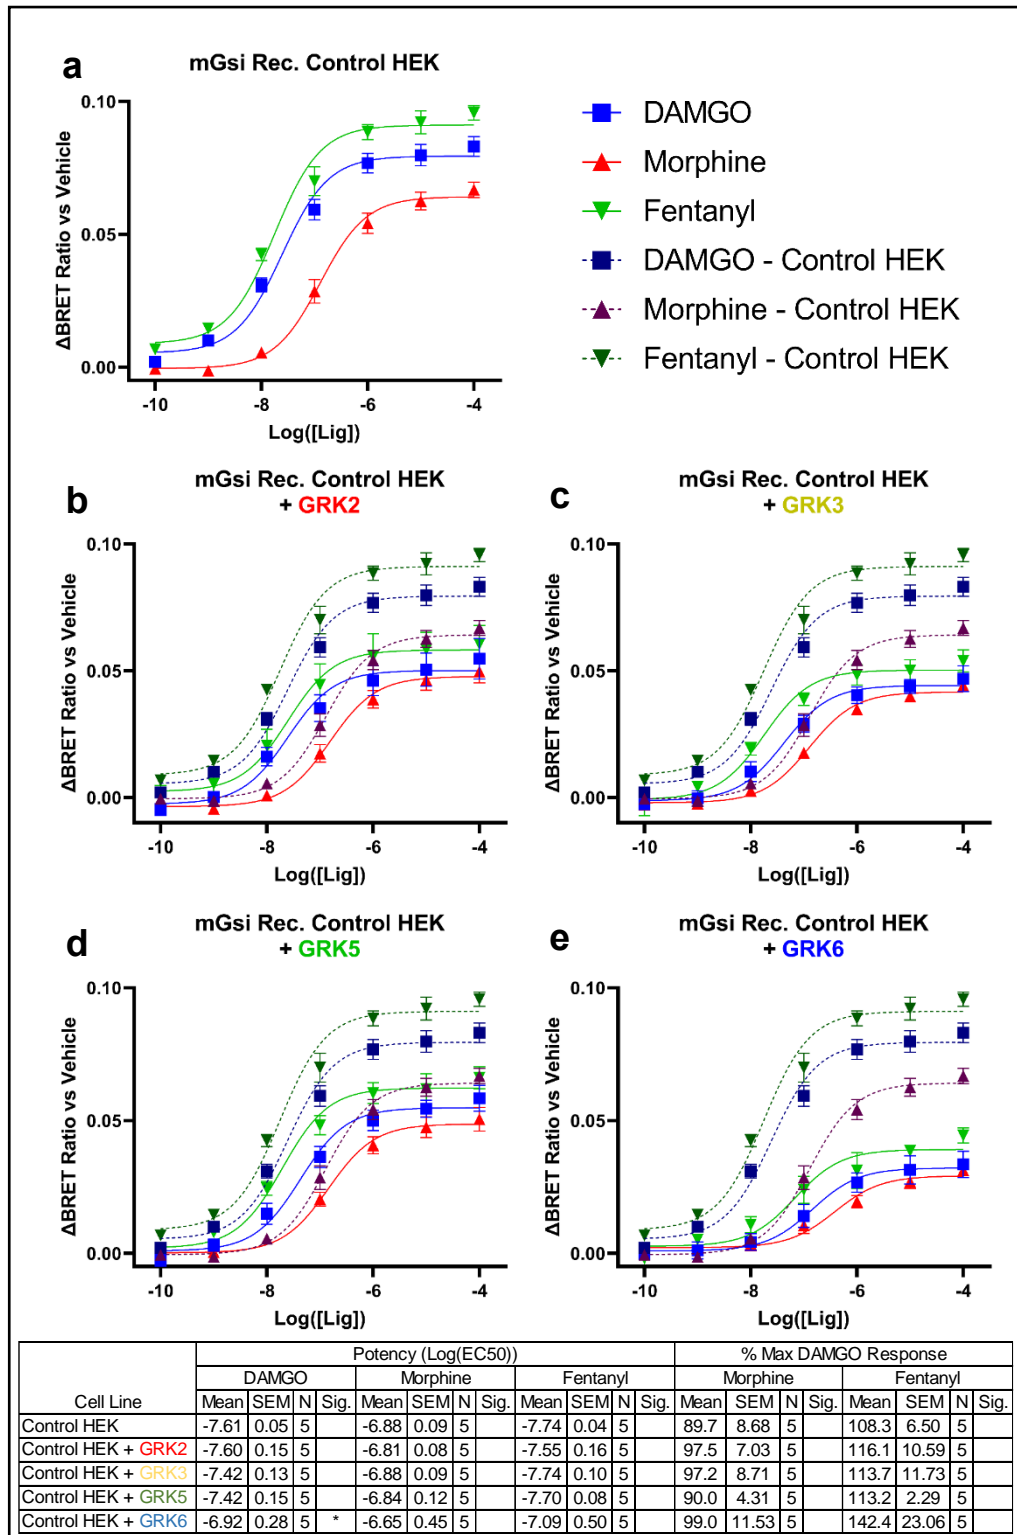 a
mGsi Rec. Control HEK
ΔBRET Ratio vs Vehicle
0.10
0.05
0.00
-10 -8 -6 -4
Log([Lig])
DAMGO
Morphine
Fentanyl
DAMGO - Control HEK
Morphine - Control HEK
Fentanyl - Control HEK
b
mGsi Rec. Control HEK
+ GRK2
ΔBRET Ratio vs Vehicle
0.10
0.05
0.00
-10 -8 -6 -4
Log([Lig])
c
mGsi Rec. Control HEK
+ GRK3
ΔBRET Ratio vs Vehicle
0.10
0.05
0.00
-10 -8 -6 -4
Log([Lig])
d
mGsi Rec. Control HEK
+ GRK5
ΔBRET Ratio vs Vehicle
0.10
0.05
0.00
-10 -8 -6 -4
Log([Lig])
e
mGsi Rec. Control HEK
+ GRK6
ΔBRET Ratio vs Vehicle
0.10
0.05
0.00
-10 -8 -6 -4
Log([Lig])
Potency (Log(EC50)) % Max DAMGO Response
DAMGO Morphine Fentanyl Morphine Fentanyl
Cell Line Mean SEM N Sig. Mean SEM N Sig. Mean SEM N Sig. Mean SEM N Sig. Mean SEM N Sig.
Control HEK -7.61 0.05 5 -6.88 0.09 5 -7.74 0.04 5 89.7 8.68 5 108.3 6.50 5
Control HEK + GRK2 -7.60 0.15 5 -6.81 0.08 5 -7.55 0.16 5 97.5 7.03 5 116.1 10.59 5
Control HEK + GRK3 -7.42 0.13 5 -6.88 0.09 5 -7.74 0.10 5 97.2 8.71 5 113.7 11.73 5
Control HEK + GRK5 -7.42 0.15 5 -6.84 0.12 5 -7.70 0.08 5 90.0 4.31 5 113.2 2.29 5
Control HEK + GRK6 -6.92 0.28 5 * -6.65 0.45 5 -7.09 0.50 5 99.0 11.53 5 142.4 23.06 5